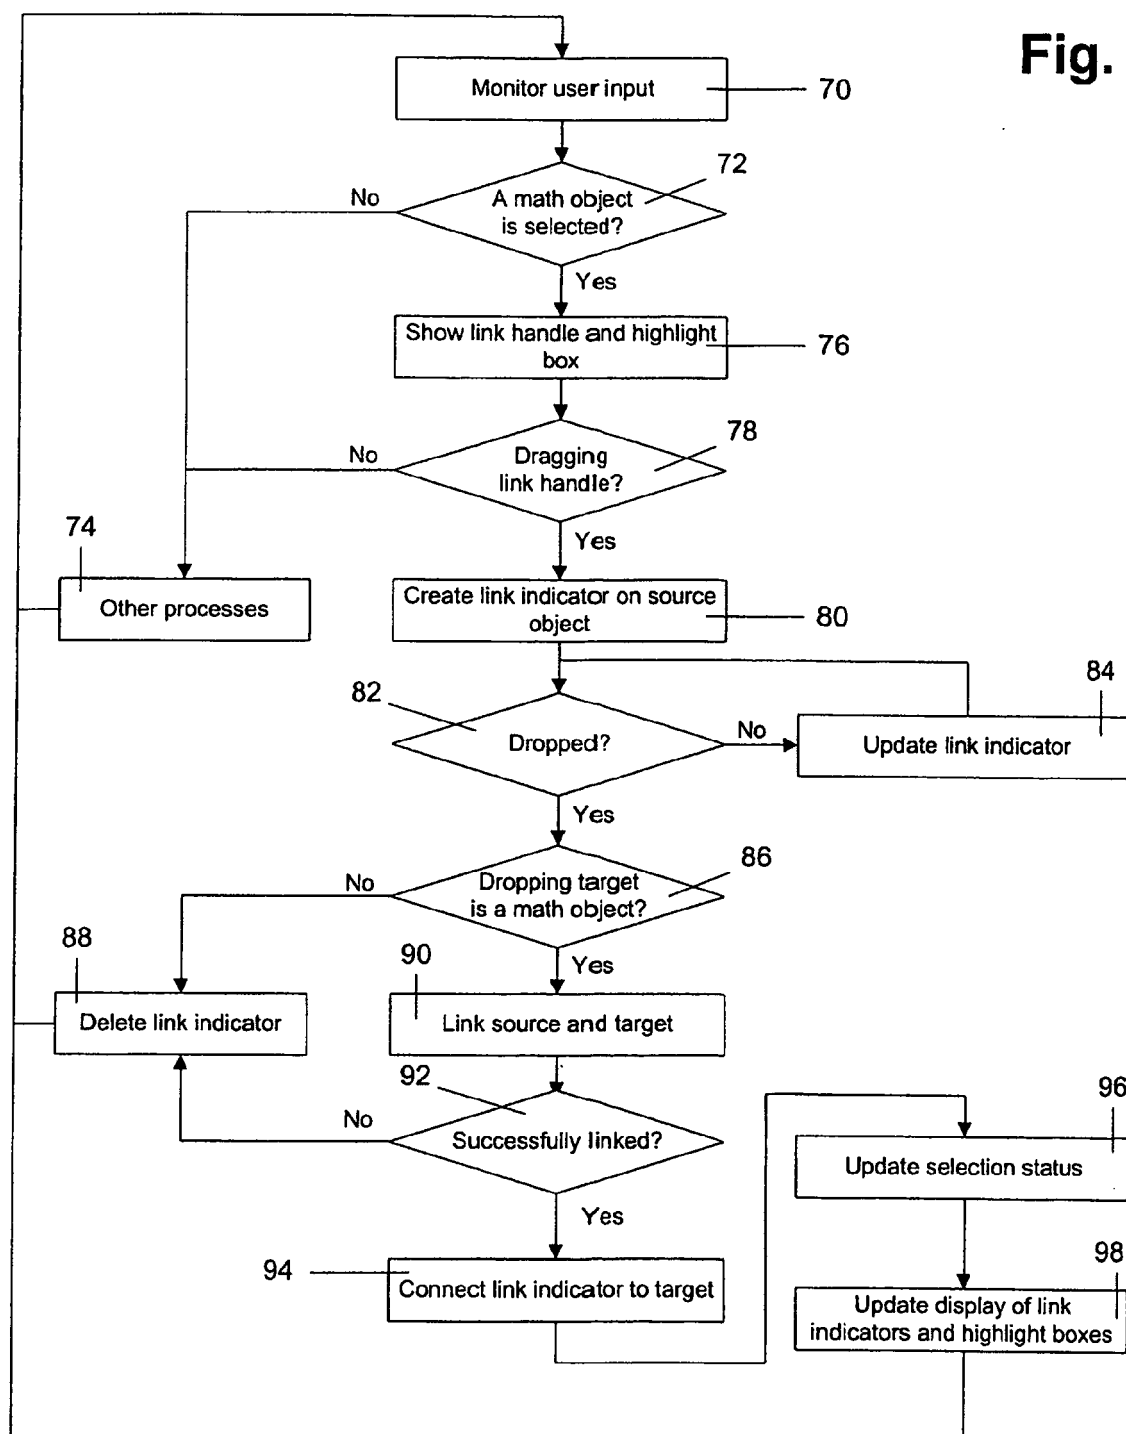 Fig.
Monitor user input
70
72
No
A math object
is selected?
Yes
Show link handle and highlight
box
76
78
No
Dragging
link handle?
Yes
74
Other processes
Create link indicator on source
object
80
82
84
Dropped?
No
Update link indicator
Yes
86
No
Dropping target
is a math object?
88
90
Yes
Delete link indicator
Link source and target
92
No
Successfully linked?
96
Update selection status
Yes
94
Connect link indicator to target
98
Update display of link
indicators and highlight boxes